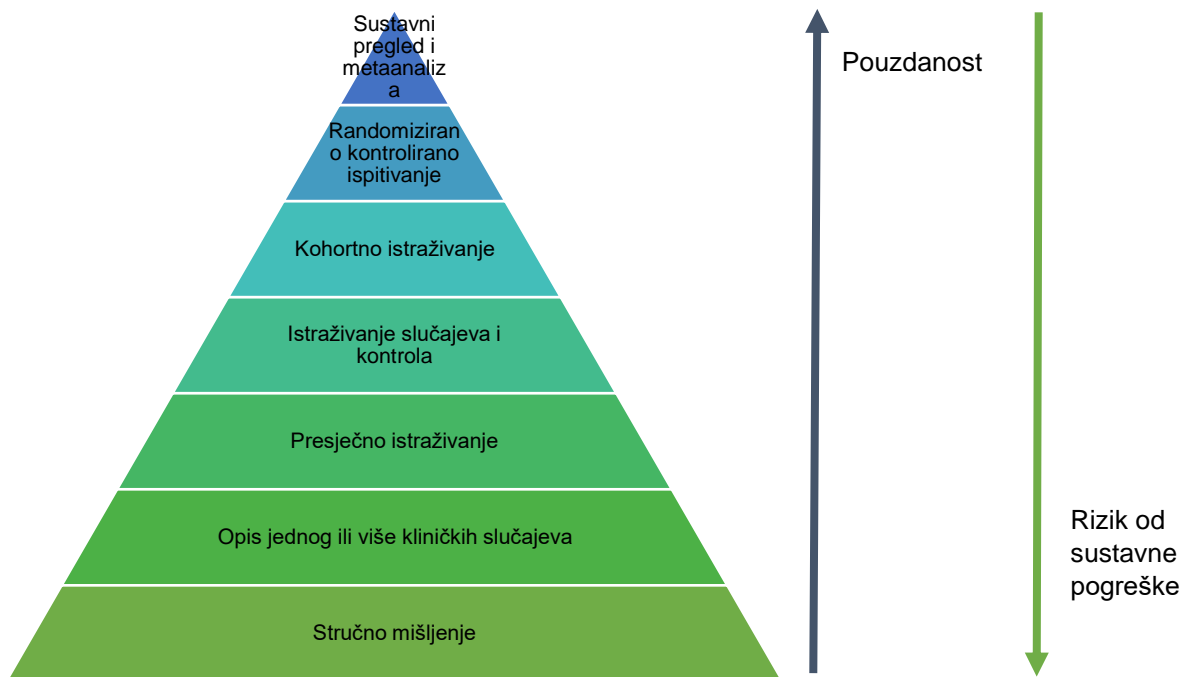 Sustavni
pregled i
metaanaliz
a
Randomiziran
o kontrolirano
ispitivanje
Kohortno istraživanje
Istraživanje slučajeva i
kontrola
Presječno istraživanje
Opis jednog ili više kliničkih slučajeva
Stručno mišljenje
Pouzdanost
Rizik od
sustavne
pogreške